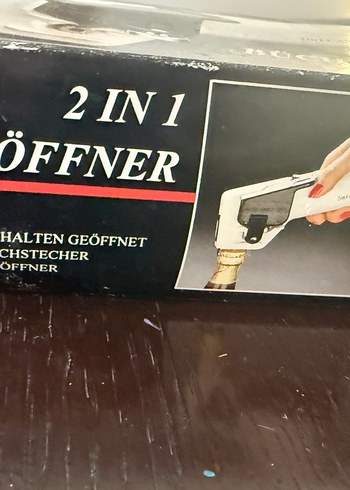 2 IN 1
ÖFFNER
HALTEN GEÖFFNET
CHSTECHER
ÖFFNER